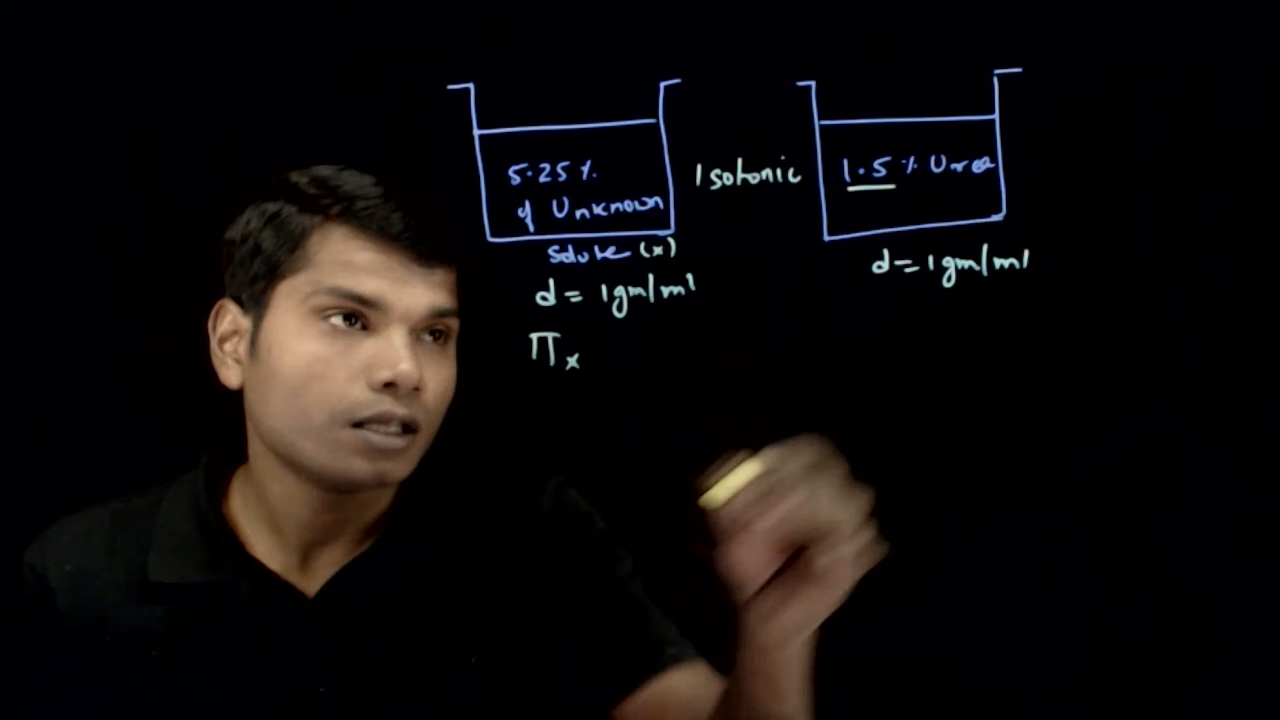 5.25 %
of Unknown
Solute (x)
d = 1 gm/ml
Πx
Isotonic
1.5 % Urea
d = 1 gm/ml